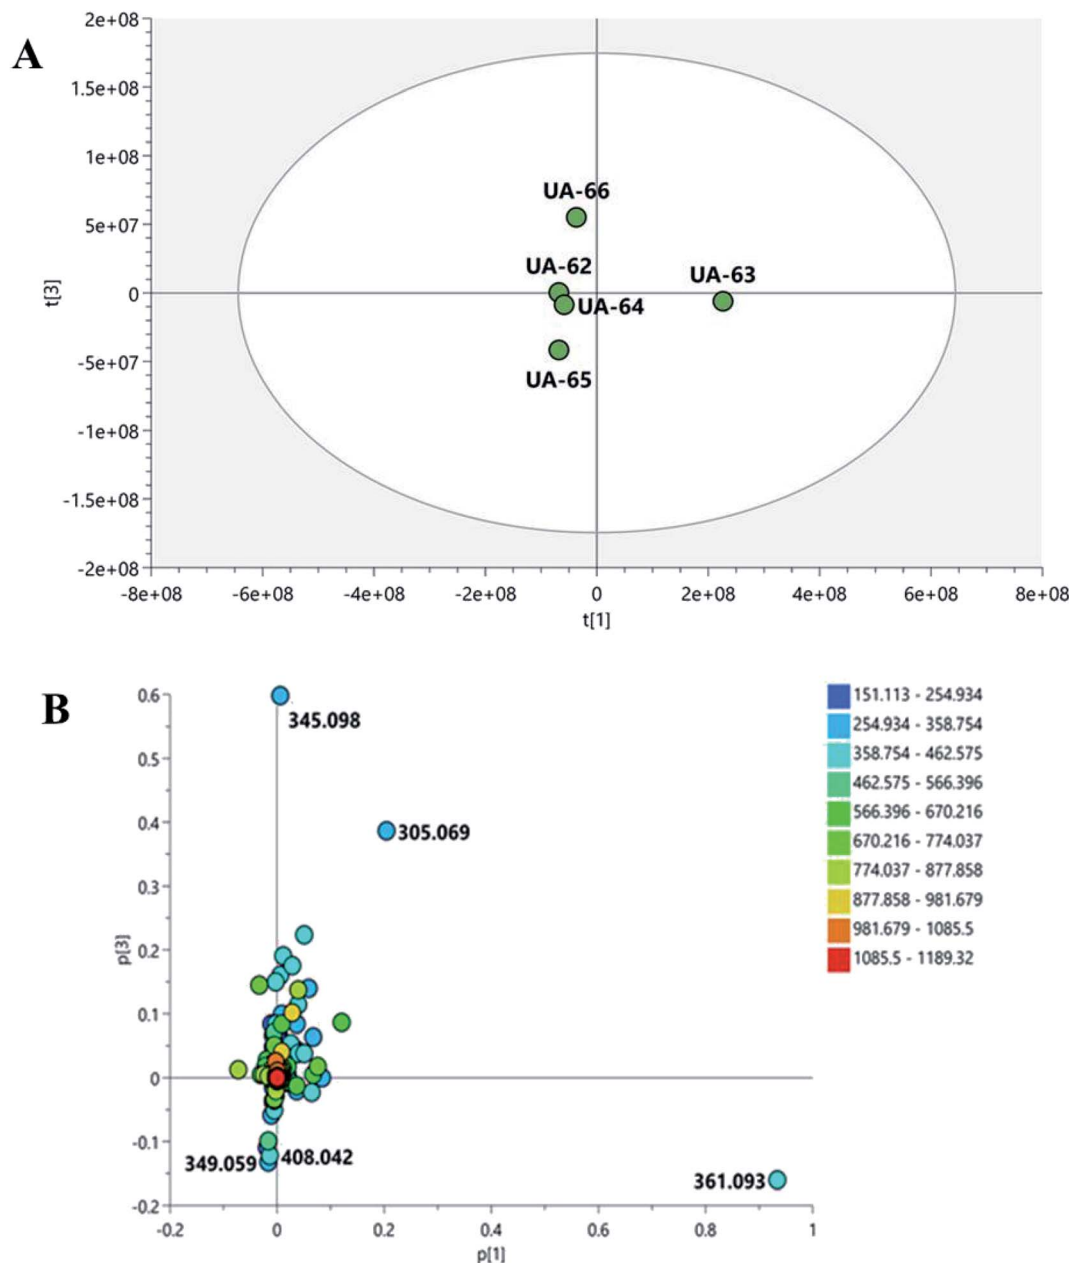 A
2e+08
1.5e+08
1e+08
5e+07
0
-5e+07
-1e+08
-1.5e+08
-2e+08
t[3]
UA-66
UA-62
UA-63
UA-64
UA-65
-8e+08 -6e+08 -4e+08 -2e+08 0 2e+08 4e+08 6e+08 8e+08
t[1]
B
0.6
0.5
0.4
0.3
0.2
0.1
0
-0.1
-0.2
p[3]
345.098
305.069
349.059
408.042
361.093
-0.2 0 0.2 0.4 0.6 0.8 1
p[1]
151.113 - 254.934
254.934 - 358.754
358.754 - 462.575
462.575 - 566.396
566.396 - 670.216
670.216 - 774.037
774.037 - 877.858
877.858 - 981.679
981.679 - 1085.5
1085.5 - 1189.32